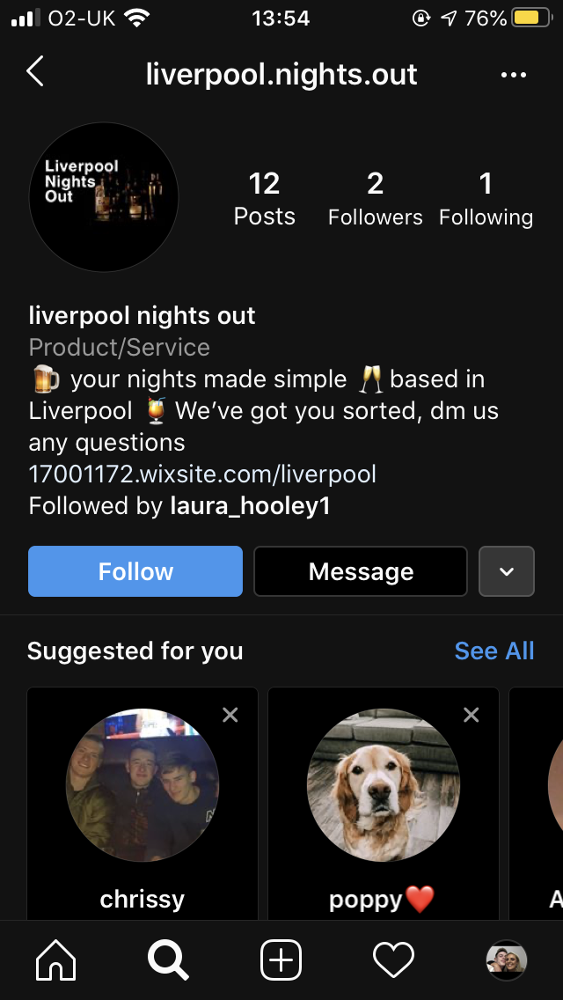 O2-UK 13:54 76%
liverpool.nights.out
Liverpool
Nights
Out
12 2 1
Posts Followers Following
liverpool nights out
Product/Service
🍺 your nights made simple 🥂 based in
Liverpool 🍹 We’ve got you sorted, dm us
any questions
17001172.wixsite.com/liverpool
Followed by laura_hooley1
Follow Message
Suggested for you See All
chrissy poppy❤️ A